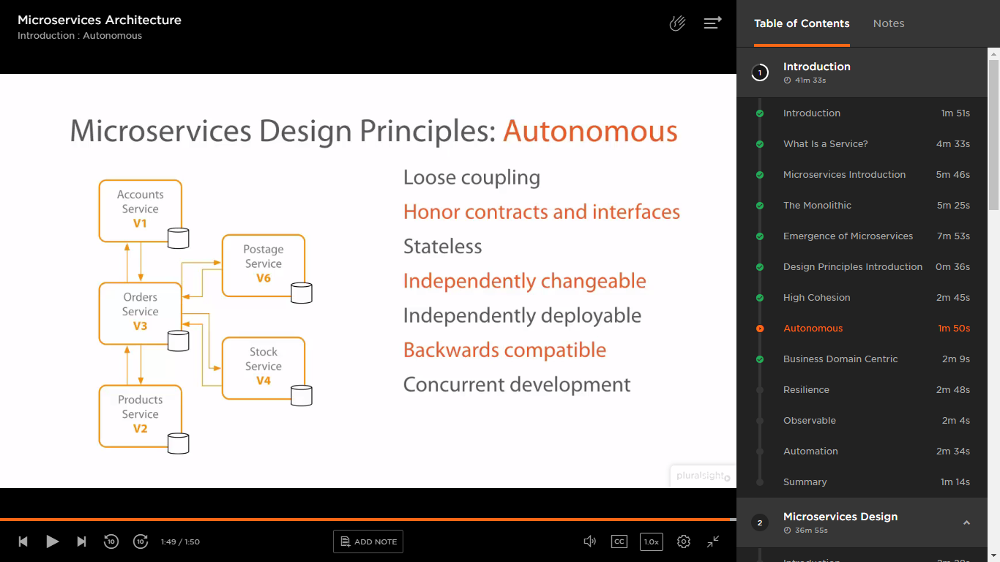 Microservices Architecture
Introduction : Autonomous
Microservices Design Principles: Autonomous
Accounts
Service
V1
Postage
Service
V6
Orders
Service
V3
Stock
Service
V4
Products
Service
V2
Loose coupling
Honor contracts and interfaces
Stateless
Independently changeable
Independently deployable
Backwards compatible
Concurrent development
pluralsight
10
10
1:49 / 1:50
ADD NOTE
CC
1.0x
Table of Contents
Notes
1
Introduction
41m 33s
Introduction 1m 51s
What Is a Service? 4m 33s
Microservices Introduction 5m 46s
The Monolithic 5m 25s
Emergence of Microservices 7m 53s
Design Principles Introduction 0m 36s
High Cohesion 2m 45s
Autonomous 1m 50s
Business Domain Centric 2m 9s
Resilience 2m 48s
Observable 2m 4s
Automation 2m 34s
Summary 1m 14s
2
Microservices Design
36m 55s